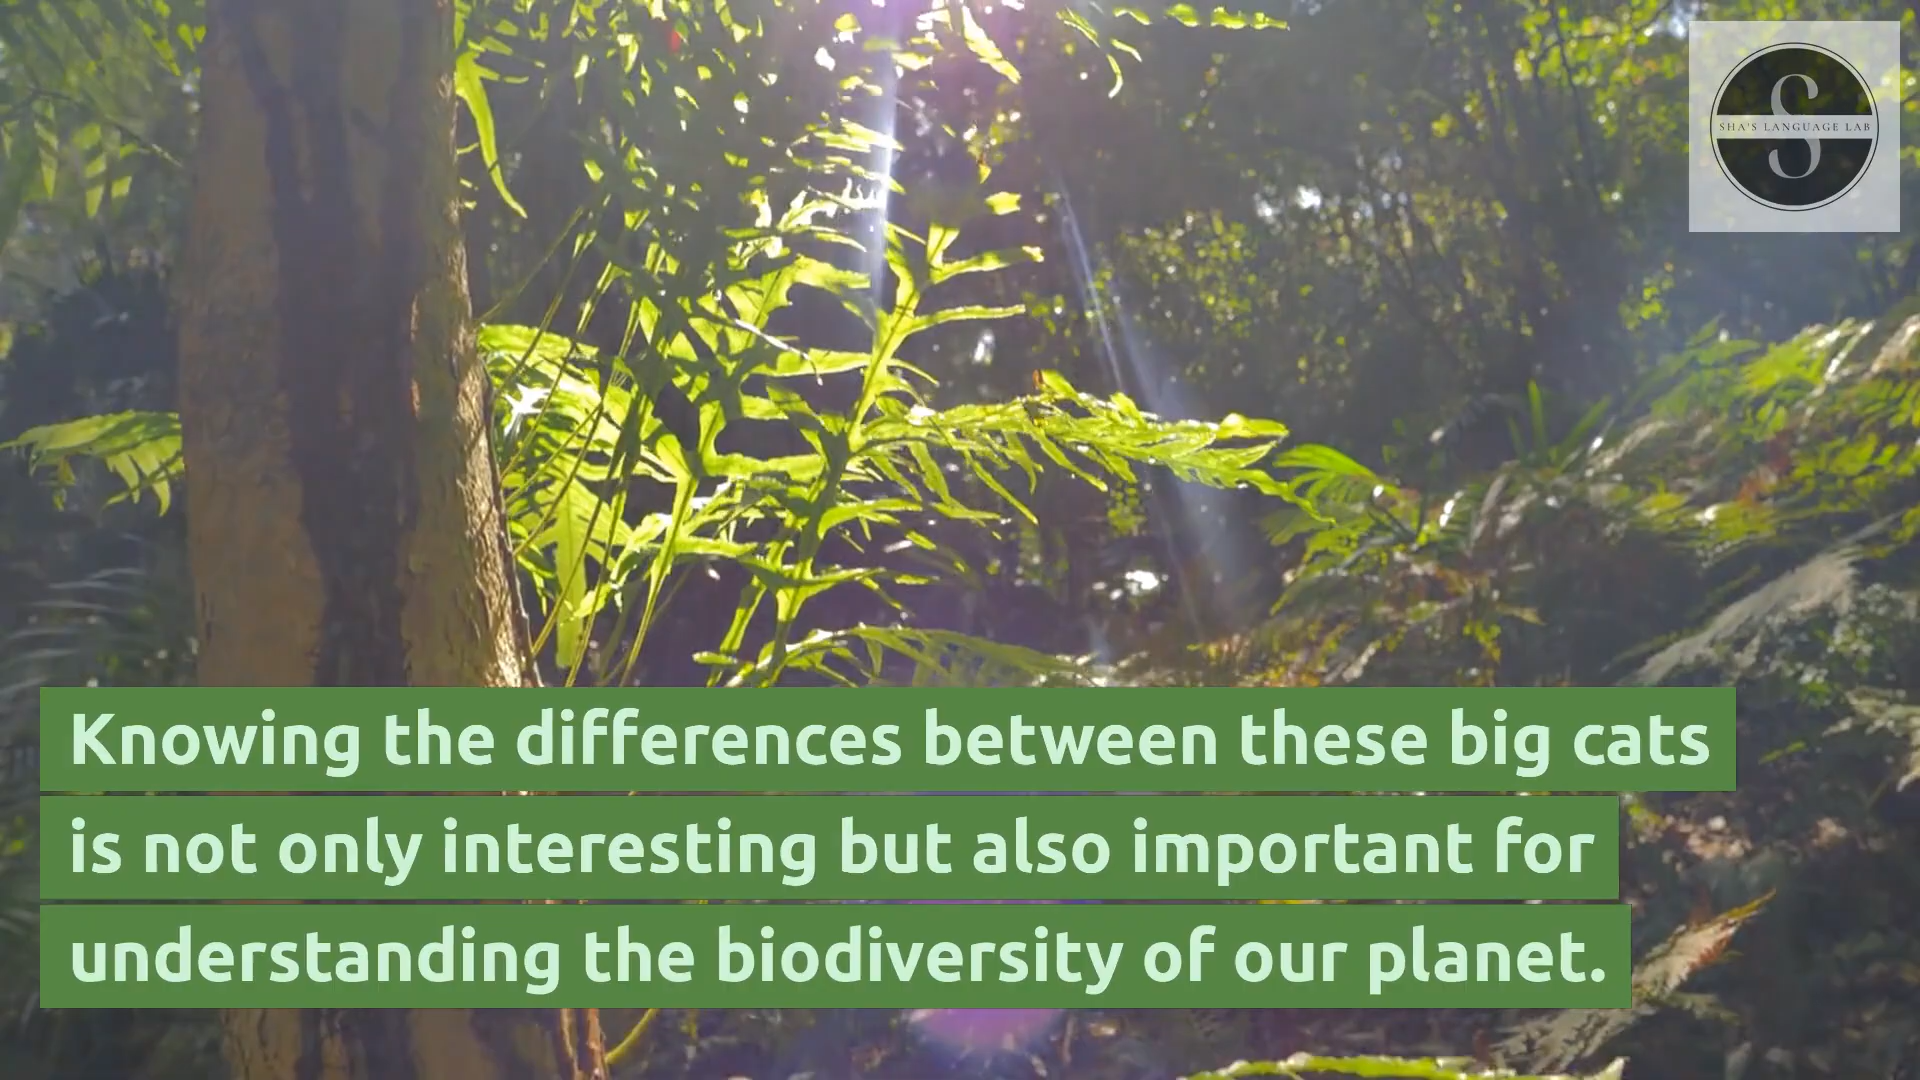 SHA'S LANGUAGE LAB
Knowing the differences between these big cats
is not only interesting but also important for
understanding the biodiversity of our planet.